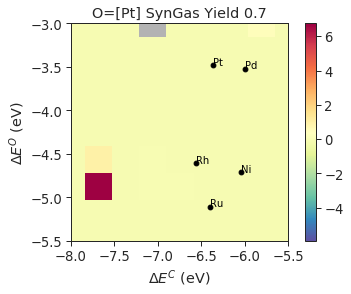 O=[Pt] SynGas Yield 0.7
−3.0
−3.5
−4.0
−4.5
−5.0
−5.5
ΔE^O (eV)
Pt
Pd
Rh
Ni
Ru
−8.0 −7.5 −7.0 −6.5 −6.0 −5.5
ΔE^C (eV)
6
4
2
0
−2
−4